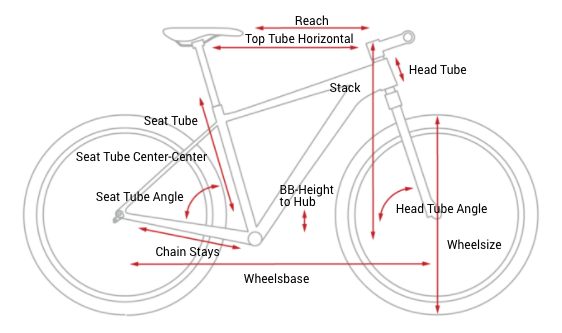 Reach
Top Tube Horizontal
Head Tube
Stack
Seat Tube
Seat Tube Center-Center
BB-Height
to Hub
Seat Tube Angle
Head Tube Angle
Wheelsize
Chain Stays
Wheelsbase